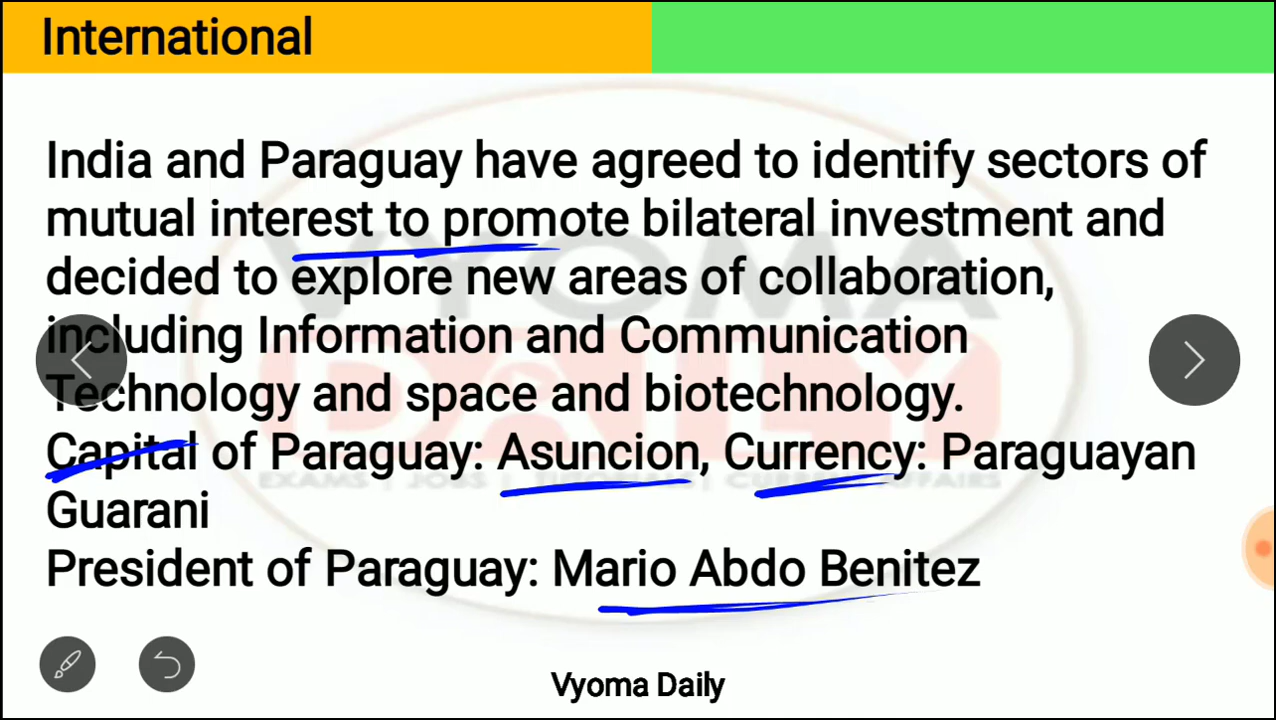 International
India and Paraguay have agreed to identify sectors of
mutual interest to promote bilateral investment and
decided to explore new areas of collaboration,
including Information and Communication
Technology and space and biotechnology.
Capital of Paraguay: Asuncion, Currency: Paraguayan
Guarani
President of Paraguay: Mario Abdo Benitez
Vyoma Daily
VYOMA
DAILY